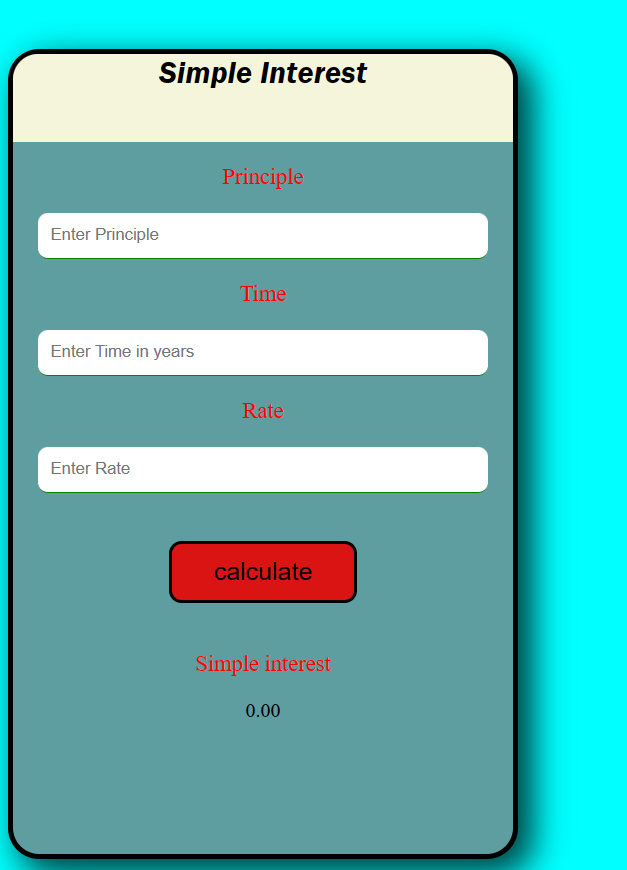 Simple Interest
Principle
Enter Principle
Time
Enter Time in years
Rate
Enter Rate
calculate
Simple interest
0.00